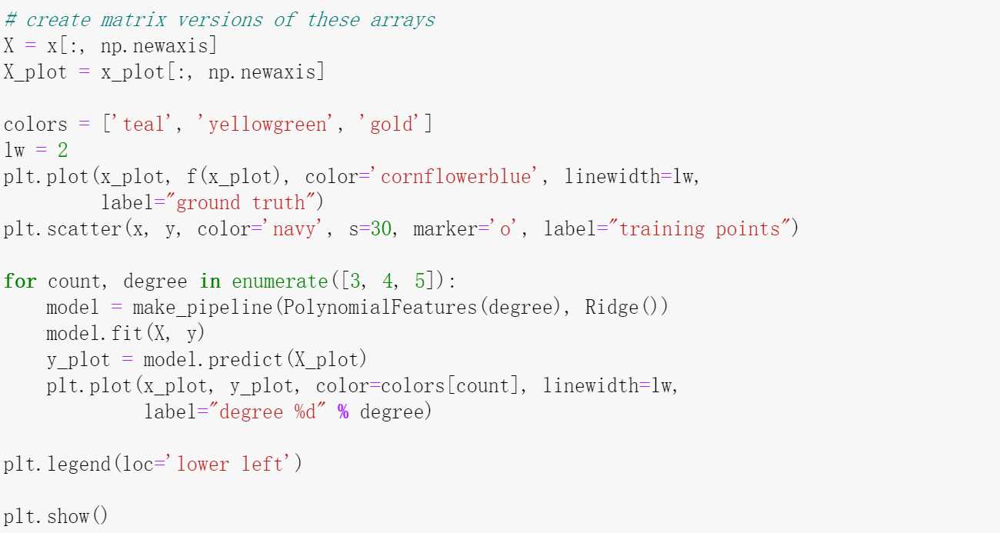 # create matrix versions of these arrays
X = x[:, np.newaxis]
X_plot = x_plot[:, np.newaxis]

colors = ['teal', 'yellowgreen', 'gold']
lw = 2
plt.plot(x_plot, f(x_plot), color='cornflowerblue', linewidth=lw,
         label="ground truth")
plt.scatter(x, y, color='navy', s=30, marker='o', label="training points")

for count, degree in enumerate([3, 4, 5]):
    model = make_pipeline(PolynomialFeatures(degree), Ridge())
    model.fit(X, y)
    y_plot = model.predict(X_plot)
    plt.plot(x_plot, y_plot, color=colors[count], linewidth=lw,
             label="degree %d" % degree)

plt.legend(loc='lower left')

plt.show()